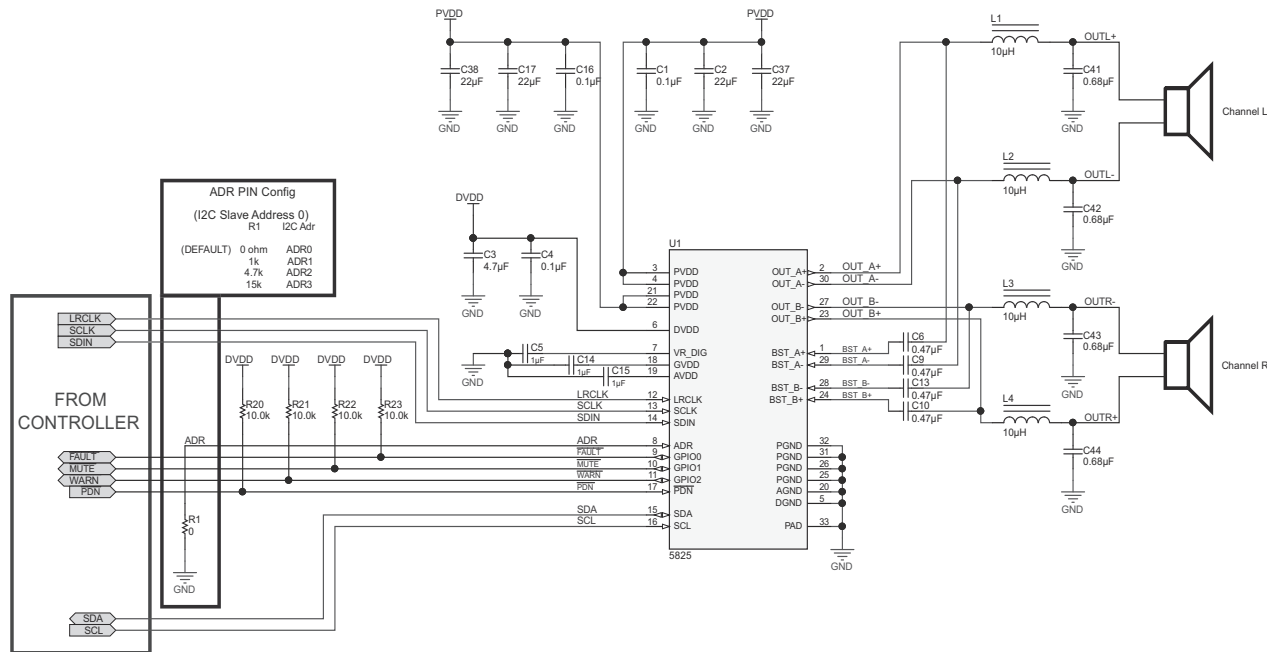 PVDD
C38
22µF
GND
C17
22µF
GND
C16
0.1µF
GND
PVDD
C1
0.1µF
GND
C2
22µF
GND
C37
22µF
GND
L1
10µH
OUTL+
C41
0.68µF
GND
Channel L
L2
10µH
OUTL-
C42
0.68µF
GND
ADR PIN Config
(I2C Slave Address 0)
R1 I2C Adr
(DEFAULT) 0 ohm ADR0
1k ADR1
4.7k ADR2
15k ADR3
DVDD
C3
4.7µF
GND
C4
0.1µF
GND
U1
3 PVDD
4 PVDD
21 PVDD
22 PVDD
6 DVDD
7 VR_DIG
18 GVDD
19 AVDD
LRCLK 12 LRCLK
SCLK 13 SCLK
SDIN 14 SDIN
ADR 8 ADR
FAULT 9 GPIO0
MUTE 10 GPIO1
WARN 11 GPIO2
PDN 17 PDN
SDA 15 SDA
SCL 16 SCL
5825
OUT_A+ 2 OUT_A+
OUT_A- 30 OUT_A-
OUT_B- 27 OUT_B-
OUT_B+ 23 OUT_B+
BST_A+ 1 BST_A+
BST_A- 29 BST_A-
BST_B- 28 BST_B-
BST_B+ 24 BST_B+
PGND 32
PGND 31
PGND 26
PGND 25
AGND 20
DGND 5
PAD 33
GND
C6
0.47µF
C9
0.47µF
C13
0.47µF
C10
0.47µF
L3
10µH
OUTR-
C43
0.68µF
GND
Channel R
L4
10µH
OUTR+
C44
0.68µF
GND
GND
C5
1µF
C14
1µF
C15
1µF
LRCLK
SCLK
SDIN
FROM
CONTROLLER
FAULT
MUTE
WARN
PDN
SDA
SCL
DVDD
R20
10.0k
DVDD
R21
10.0k
DVDD
R22
10.0k
DVDD
R23
10.0k
ADR
R1
0
GND